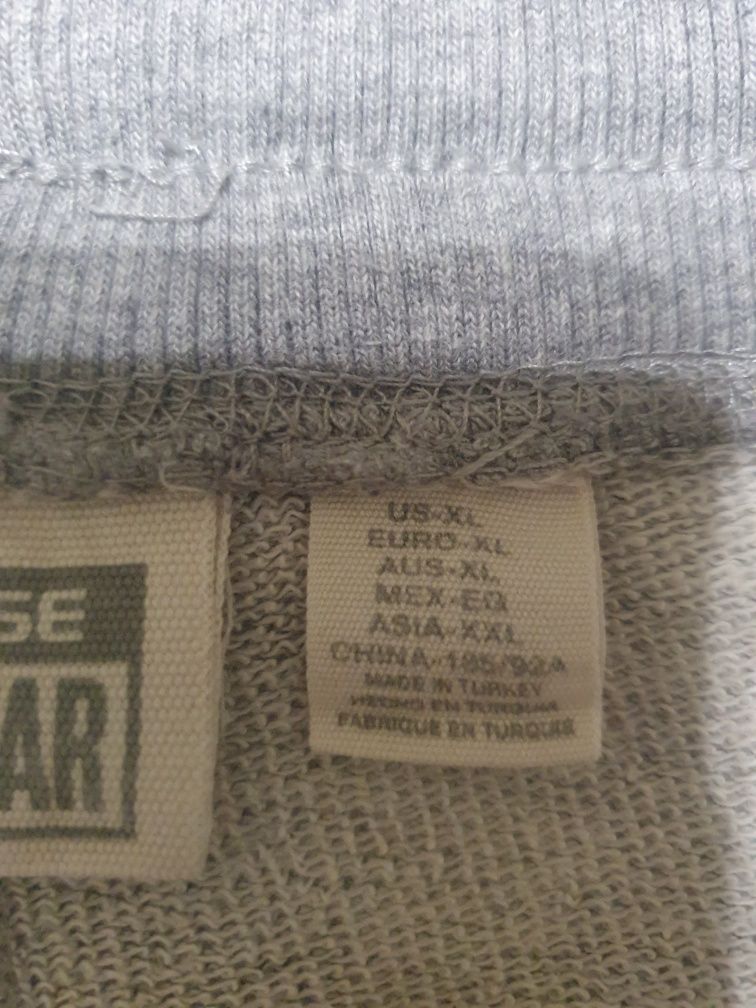 SE
AR
US-XL
EURO-XL
AUS-XL
MEX-EG
ASIA-XXL
CHINA-185/92A
MADE IN TURKEY
HECHO EN TURQUIA
FABRIQUE EN TURQUIE